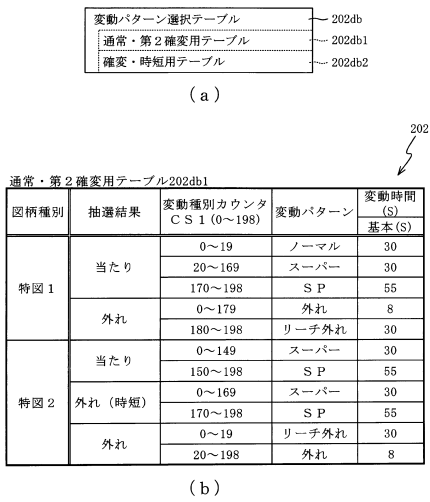 変動パターン選択テーブル 202db
通常・第2確変用テーブル 202db1
確変・時短用テーブル 202db2
(a)
202
通常・第2確変用テーブル202db1
図柄種別 抽選結果 変動種別カウンタ CS1(0~198) 変動パターン 変動時間(S) 基本(S)
特図1 当たり 0~19 ノーマル 30
20~169 スーパー 30
170~198 SP 55
外れ 0~179 外れ 8
180~198 リーチ外れ 30
特図2 当たり 0~149 スーパー 30
150~198 SP 55
外れ(時短) 0~169 スーパー 30
170~198 SP 55
外れ 0~19 リーチ外れ 30
20~198 外れ 8
(b)